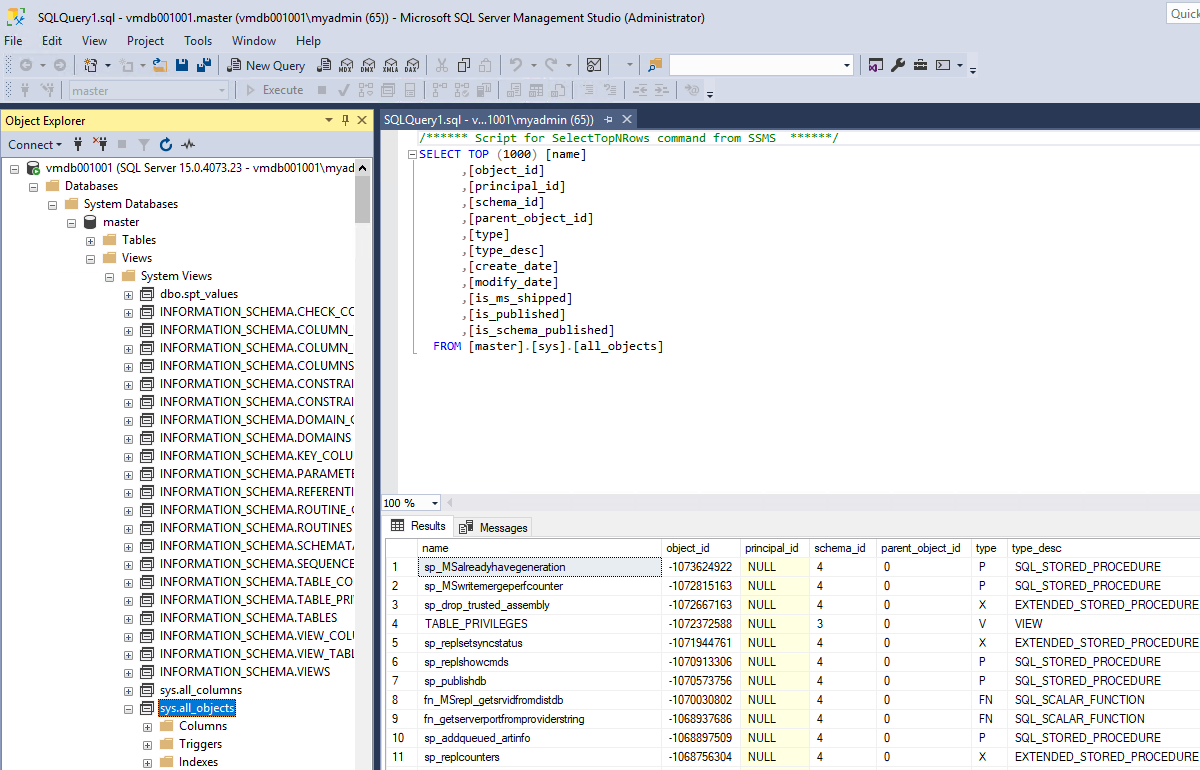 SQLQuery1.sql - vmdb001001.master (vmdb001001\myadmin (65)) - Microsoft SQL Server Management Studio (Administrator)
Quick
File Edit View Project Tools Window Help
New Query MDX DMX XMLA DAX
master Execute
Object Explorer
Connect
vmdb001001 (SQL Server 15.0.4073.23 - vmdb001001\myad
Databases
System Databases
master
Tables
Views
System Views
dbo.spt_values
INFORMATION_SCHEMA.CHECK_CO
INFORMATION_SCHEMA.COLUMN_
INFORMATION_SCHEMA.COLUMN_
INFORMATION_SCHEMA.COLUMNS
INFORMATION_SCHEMA.CONSTRAI
INFORMATION_SCHEMA.CONSTRAI
INFORMATION_SCHEMA.DOMAIN_C
INFORMATION_SCHEMA.DOMAINS
INFORMATION_SCHEMA.KEY_COLU
INFORMATION_SCHEMA.PARAMETE
INFORMATION_SCHEMA.REFERENTI
INFORMATION_SCHEMA.ROUTINE_C
INFORMATION_SCHEMA.ROUTINES
INFORMATION_SCHEMA.SCHEMATA
INFORMATION_SCHEMA.SEQUENCE
INFORMATION_SCHEMA.TABLE_CO
INFORMATION_SCHEMA.TABLE_PRI
INFORMATION_SCHEMA.TABLES
INFORMATION_SCHEMA.VIEW_COLU
INFORMATION_SCHEMA.VIEW_TABL
INFORMATION_SCHEMA.VIEWS
sys.all_columns
sys.all_objects
Columns
Triggers
Indexes
SQLQuery1.sql - v...1001\myadmin (65))
/****** Script for SelectTopNRows command from SSMS ******/
SELECT TOP (1000) [name]
,[object_id]
,[principal_id]
,[schema_id]
,[parent_object_id]
,[type]
,[type_desc]
,[create_date]
,[modify_date]
,[is_ms_shipped]
,[is_published]
,[is_schema_published]
FROM [master].[sys].[all_objects]
100 %
Results Messages
name object_id principal_id schema_id parent_object_id type type_desc
1 sp_MSalreadyhavegeneration -1073624922 NULL 4 0 P SQL_STORED_PROCEDURE
2 sp_MSwritemergeperfcounter -1072815163 NULL 4 0 P SQL_STORED_PROCEDURE
3 sp_drop_trusted_assembly -1072667163 NULL 4 0 X EXTENDED_STORED_PROCEDURE
4 TABLE_PRIVILEGES -1072372588 NULL 3 0 V VIEW
5 sp_replsetsyncstatus -1071944761 NULL 4 0 X EXTENDED_STORED_PROCEDURE
6 sp_replshowcmds -1070913306 NULL 4 0 P SQL_STORED_PROCEDURE
7 sp_publishdb -1070573756 NULL 4 0 P SQL_STORED_PROCEDURE
8 fn_MSrepl_getsrvidfromdistdb -1070030802 NULL 4 0 FN SQL_SCALAR_FUNCTION
9 fn_getserverportfromproviderstring -1068937686 NULL 4 0 FN SQL_SCALAR_FUNCTION
10 sp_addqueued_artinfo -1068897509 NULL 4 0 P SQL_STORED_PROCEDURE
11 sp_replcounters -1068756304 NULL 4 0 X EXTENDED_STORED_PROCEDURE